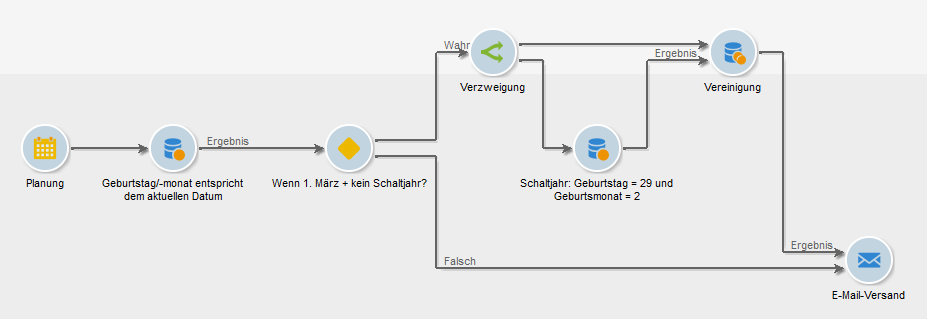 Wahr
Ergebnis
Verzweigung
Vereinigung
Ergebnis
Planung
Geburtstag/-monat entspricht
dem aktuellen Datum
Wenn 1. März + kein Schaltjahr?
Schaltjahr: Geburtstag = 29 und
Geburtsmonat = 2
Ergebnis
Falsch
E-Mail-Versand